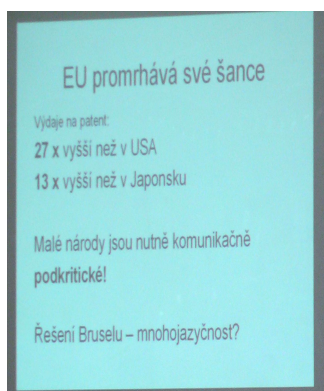 EU promrhává své šance
Výdaje na patent:
27 x vyšší než v USA
13 x vyšší než v Japonsku
Malé národy jsou nutně komunikačně
podkritické!
Řešení Bruselu – mnohojazyčnost?